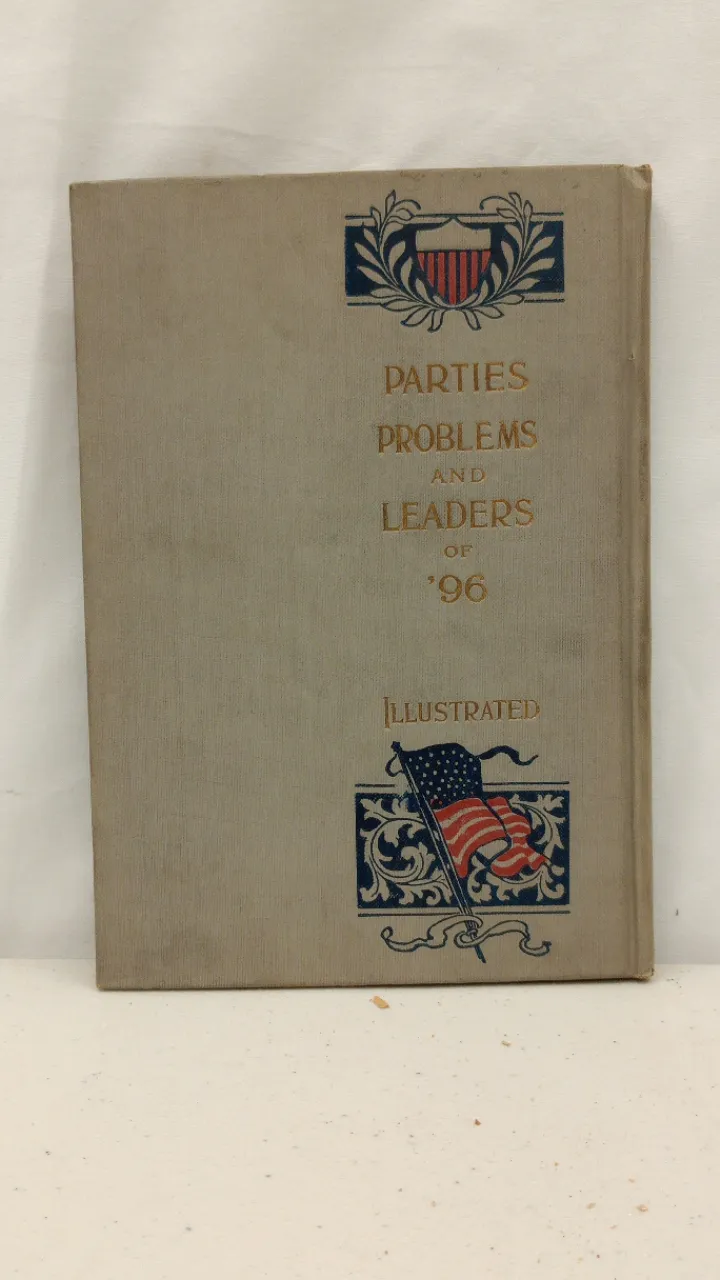 PARTIES
PROBLEMS
AND
LEADERS
OF
'96
ILLUSTRATED